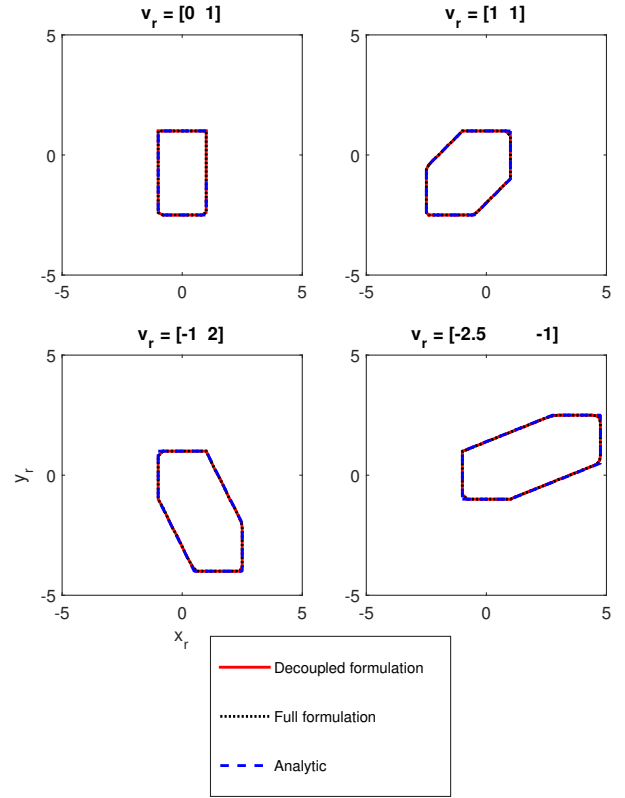 v_r = [0 1]
v_r = [1 1]
5
0
-5
-5 0 5
5
0
-5
-5 0 5
v_r = [-1 2]
v_r = [-2.5 -1]
y_r
5
0
-5
-5 0 5
x_r
5
0
-5
-5 0 5
Decoupled formulation
Full formulation
Analytic